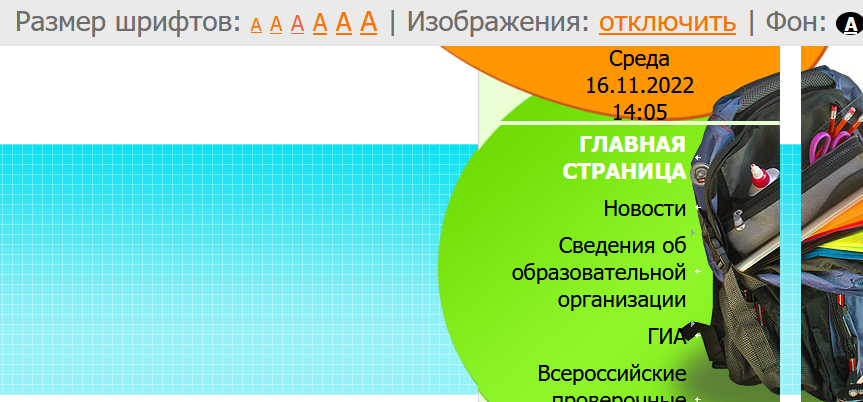 Размер шрифтов: A A A A A A | Изображения: отключить | Фон: A
Среда
16.11.2022
14:05
ГЛАВНАЯ
СТРАНИЦА
Новости
Сведения об
образовательной
организации
ГИА
Всероссийские
проверочные